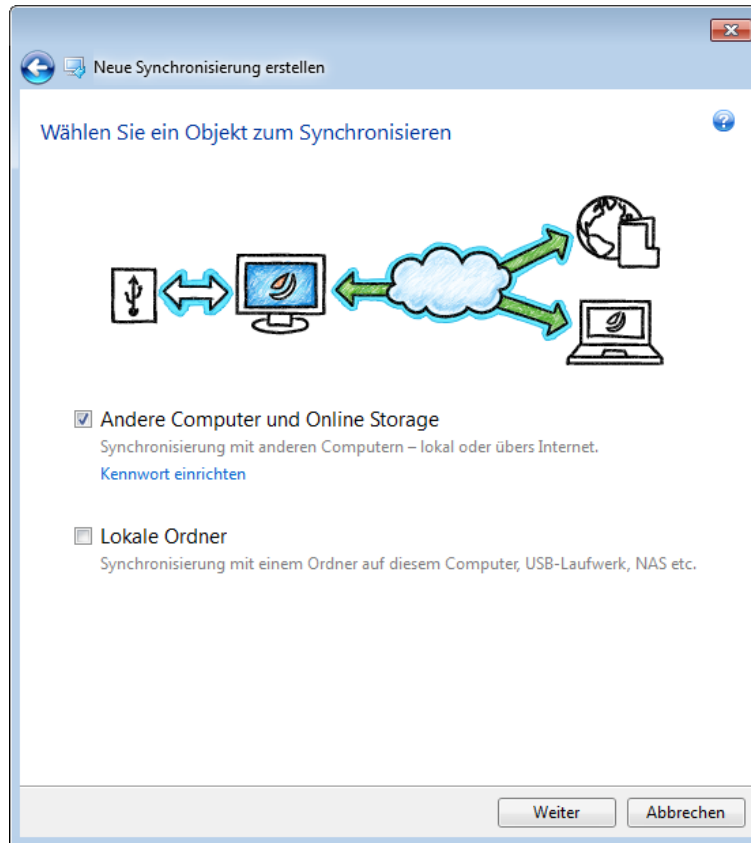 Neue Synchronisierung erstellen
Wählen Sie ein Objekt zum Synchronisieren
Andere Computer und Online Storage
Synchronisierung mit anderen Computern – lokal oder übers Internet.
Kennwort einrichten
Lokale Ordner
Synchronisierung mit einem Ordner auf diesem Computer, USB-Laufwerk, NAS etc.
Weiter
Abbrechen